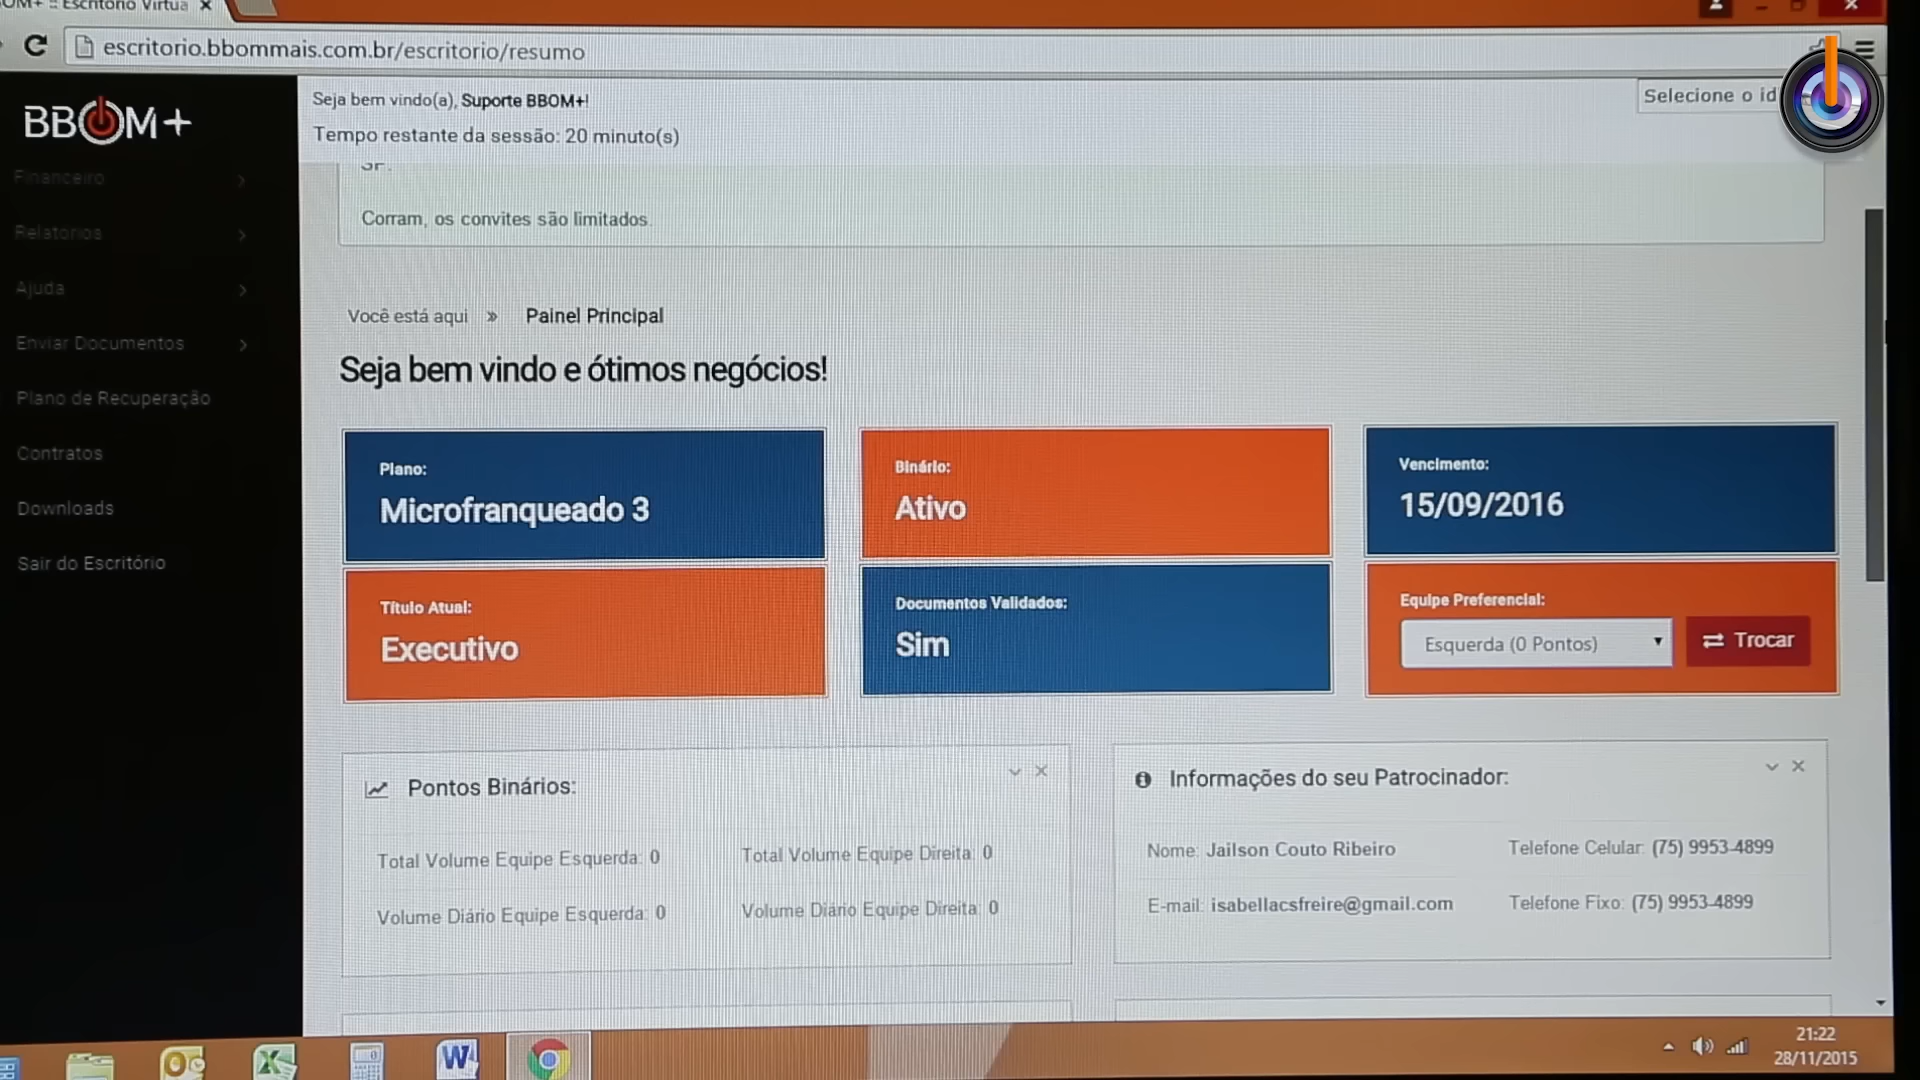 Escritório Virtua
escritorio.bbommais.com.br/escritorio/resumo
BBOM+
Seja bem vindo(a), Suporte BBOM+!
Tempo restante da sessão: 20 minuto(s)
Selecione o id
Financeiro
Relatorios
Ajuda
Enviar Documentos
Plano de Recuperação
Contratos
Downloads
Sair do Escritório
SP.
Corram, os convites são limitados.
Você está aqui » Painel Principal
Seja bem vindo e ótimos negócios!
Plano:
Microfranqueado 3
Binário:
Ativo
Vencimento:
15/09/2016
Título Atual:
Executivo
Documentos Validados:
Sim
Equipe Preferencial:
Esquerda (0 Pontos)
Trocar
Pontos Binários:
Total Volume Equipe Esquerda: 0
Total Volume Equipe Direita: 0
Volume Diário Equipe Esquerda: 0
Volume Diário Equipe Direita: 0
Informações do seu Patrocinador:
Nome: Jailson Couto Ribeiro
Telefone Celular: (75) 9953-4899
E-mail: isabellacsfreire@gmail.com
Telefone Fixo: (75) 9953-4899
21:22
28/11/2015